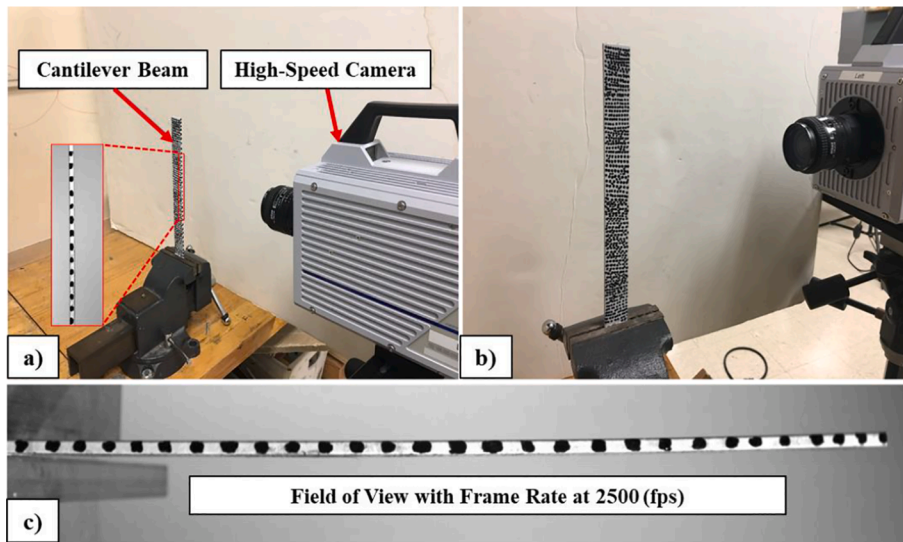 Cantilever Beam
High-Speed Camera
a)
Left
b)
Field of View with Frame Rate at 2500 (fps)
c)